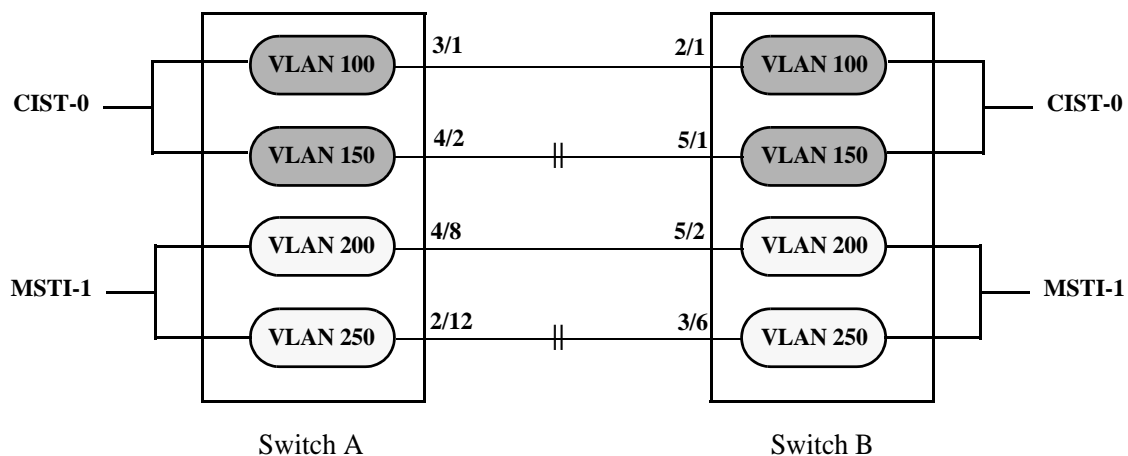 3/1 2/1
VLAN 100 VLAN 100
CIST-0 CIST-0
4/2 5/1
VLAN 150 VLAN 150
4/8 5/2
VLAN 200 VLAN 200
MSTI-1 MSTI-1
2/12 3/6
VLAN 250 VLAN 250
Switch A Switch B